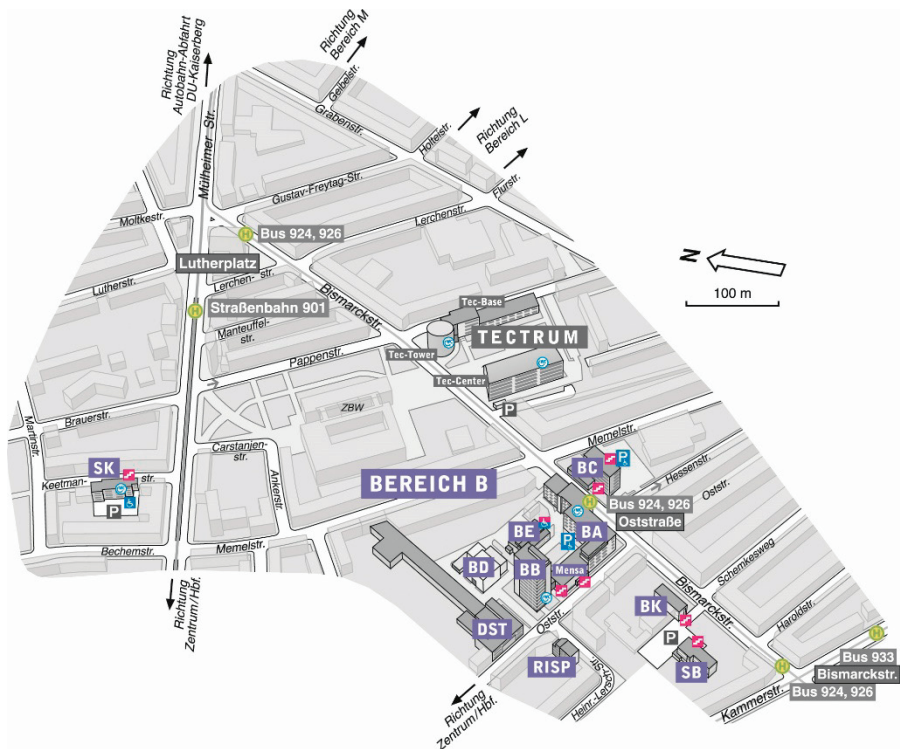 Richtung
Bereich M
Richtung
Autobahn-Abfahrt
DU-Kaiserberg
Geibelstr.
Grabenstr.
Holteistr.
Richtung
Bereich L
Flurstr.
Mülheimer Str.
Gustav-Freytag-Str.
Moltkestr.
Lerchenstr.
H
Bus 924, 926
Lutherplatz
Lutherstr.
Lerchen-
str.
N
100 m
H
Straßenbahn 901
Bismarckstr.
Tec-Base
Manteuffel-
str.
TECTRUM
Tec-Tower
Pappenstr.
Tec-Center
P
ZBW
Brauerstr.
Martinstr.
Memelstr.
Carstanjen-
str.
SK
Keetman-
str.
P
Ankerstr.
BEREICH B
BC
P
Hessenstr.
Oststr.
H
Bus 924, 926
Oststraße
BE
BA
P
Bechemstr.
Memelstr.
BD
BB
Mensa
Schemkesweg
Bismarckstr.
BK
Haroldstr.
Richtung
Zentrum/Hbf.
DST
Oststr.
P
H
RISP
Heinr.-Lersch-Str.
SB
H
Bus 933
Bismarckstr.
Bus 924, 926
Kammerstr.
Richtung
Zentrum/Hbf.